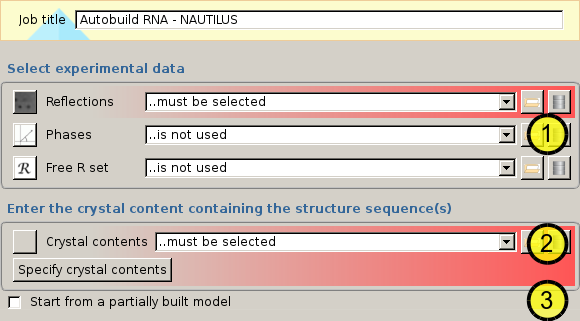 Job title Autobuild RNA - NAUTILUS
Select experimental data
Reflections ..must be selected
Phases ..is not used
1
Free R set ..is not used
R
Enter the crystal content containing the structure sequence(s)
Crystal contents ..must be selected
2
Specify crystal contents
Start from a partially built model
3